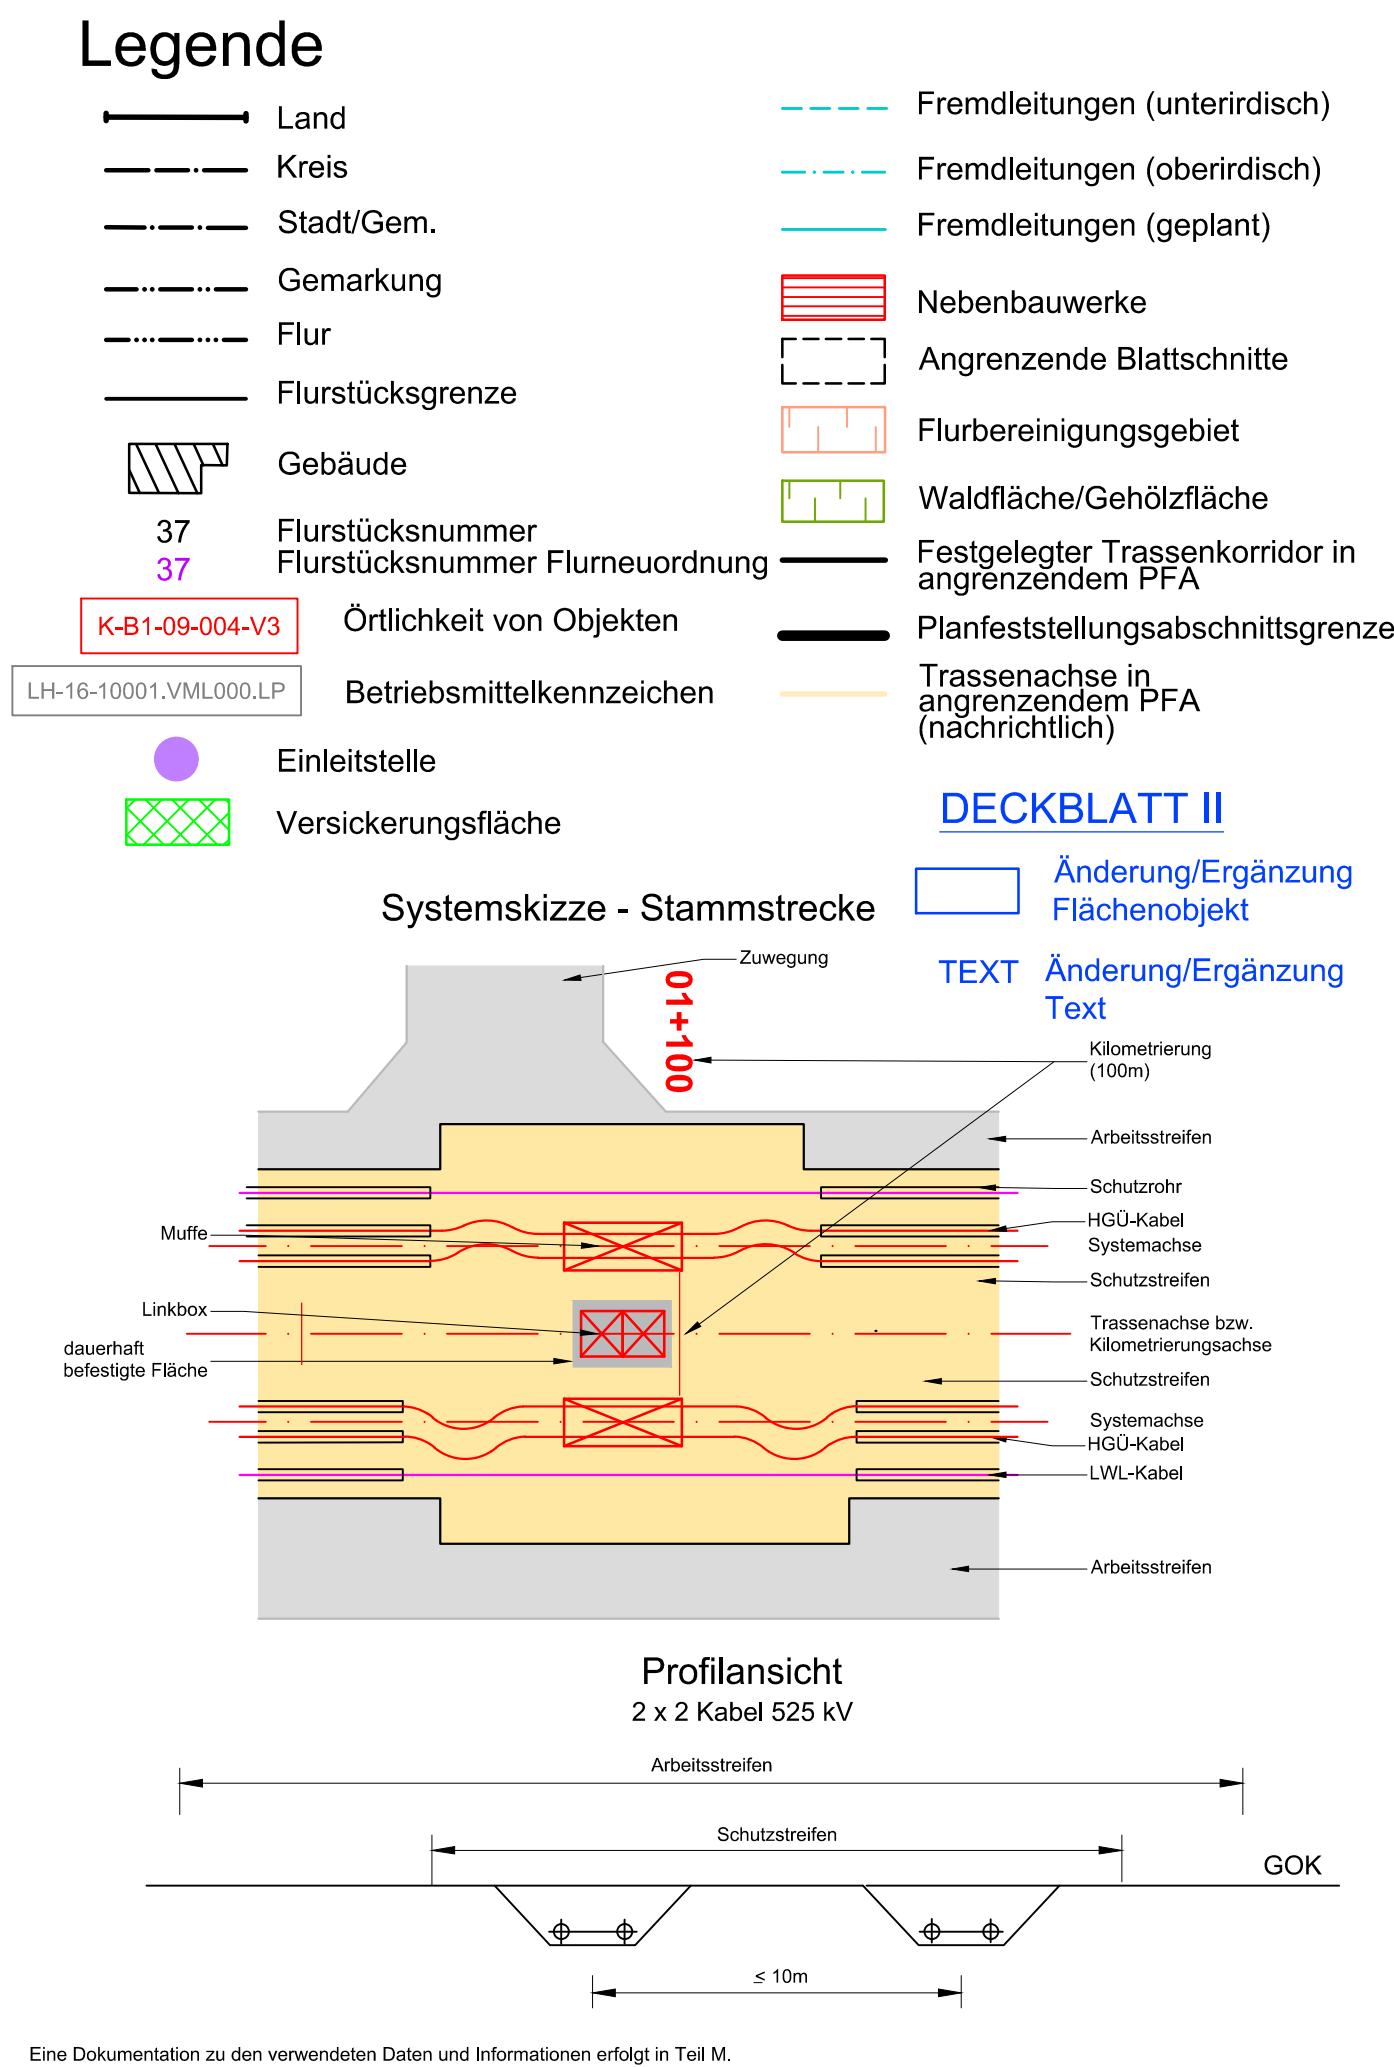 Legende
Land
Kreis
Stadt/Gem.
Gemarkung
Flur
Flurstücksgrenze
Gebäude
37 Flurstücksnummer
37 Flurstücksnummer Flurneuordnung
K-B1-09-004-V3 Örtlichkeit von Objekten
LH-16-10001.VML000.LP Betriebsmittelkennzeichen
Einleitstelle
Versickerungsfläche
Fremdleitungen (unterirdisch)
Fremdleitungen (oberirdisch)
Fremdleitungen (geplant)
Nebenbauwerke
Angrenzende Blattschnitte
Flurbereinigungsgebiet
Waldfläche/Gehölzfläche
Festgelegter Trassenkorridor in
angrenzendem PFA
Planfeststellungsabschnittsgrenze
Trassenachse in
angrenzendem PFA
(nachrichtlich)
DECKBLATT II
Änderung/Ergänzung
Flächenobjekt
TEXT Änderung/Ergänzung
Text
Systemskizze - Stammstrecke
Zuwegung
01+100
Kilometrierung
(100m)
Arbeitsstreifen
Schutzrohr
HGÜ-Kabel
Systemachse
Schutzstreifen
Trassenachse bzw.
Kilometrierungsachse
Schutzstreifen
Systemachse
HGÜ-Kabel
LWL-Kabel
Arbeitsstreifen
Muffe
Linkbox
dauerhaft
befestigte Fläche
Profilansicht
2 x 2 Kabel 525 kV
Arbeitsstreifen
Schutzstreifen
GOK
≤ 10m
Eine Dokumentation zu den verwendeten Daten und Informationen erfolgt in Teil M.